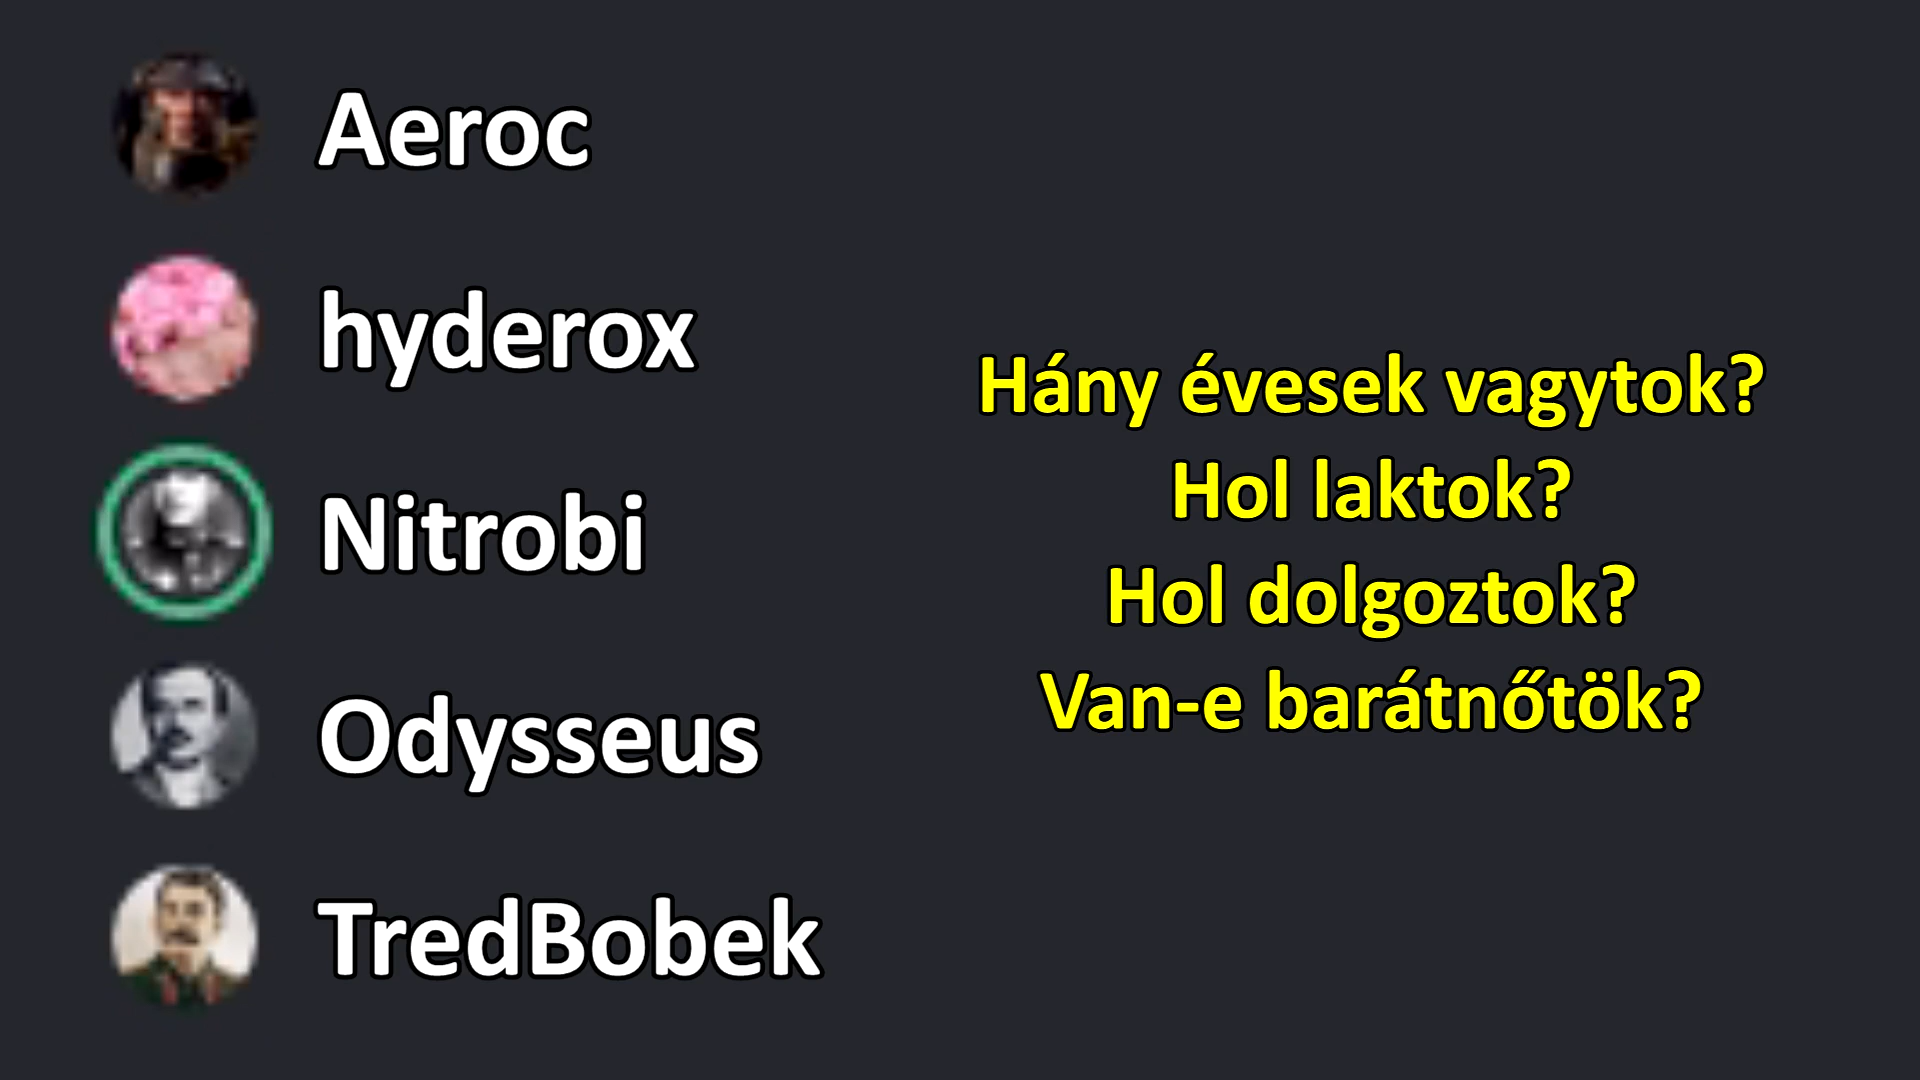 Aeroc
hyderox
Nitrobi
Odysseus
TredBobek
Hány évesek vagytok?
Hol laktok?
Hol dolgoztok?
Van-e barátnőtök?